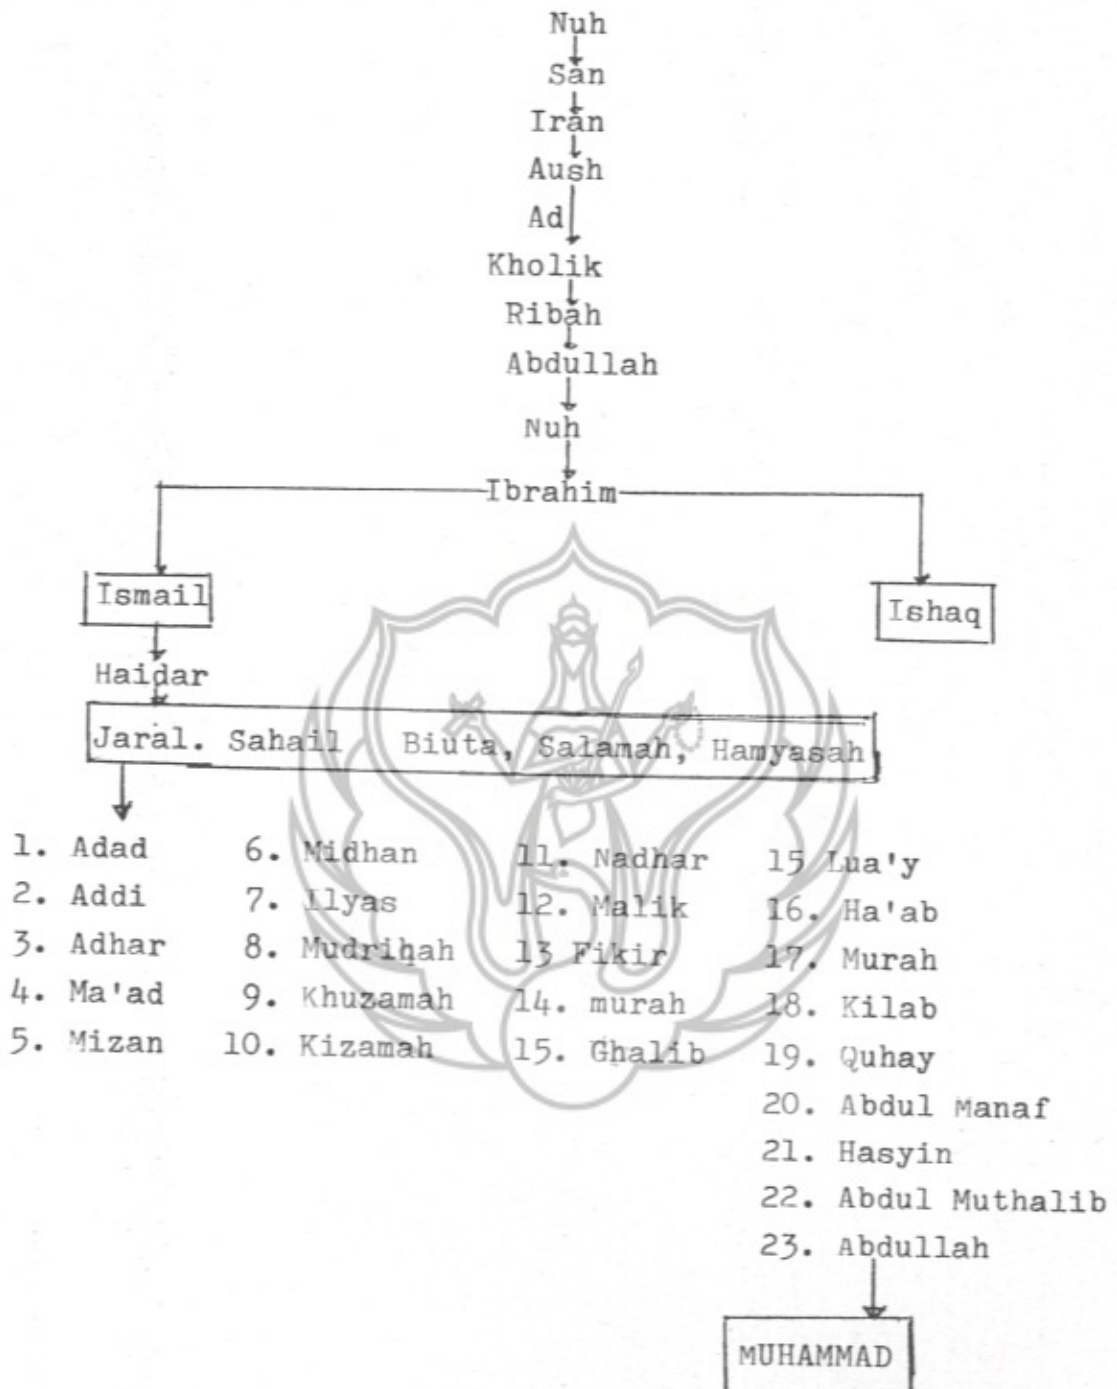 Nuh
San
Iran
Aush
Ad
Kholik
Ribah
Abdullah
Nuh
Ibrahim
Ismail
Ishaq
Haidar
Jaral. Sahail Biuta, Salamah, Hamyasah
1. Adad
2. Addi
3. Adhar
4. Ma'ad
5. Mizan
6. Midhan
7. Ilyas
8. Mudrihah
9. Khuzamah
10. Kizamah
11. Nadhar
12. Malik
13 Fikir
14. murah
15. Ghalib
15 Lua'y
16. Ha'ab
17. Murah
18. Kilab
19. Quhay
20. Abdul Manaf
21. Hasyin
22. Abdul Muthalib
23. Abdullah
MUHAMMAD